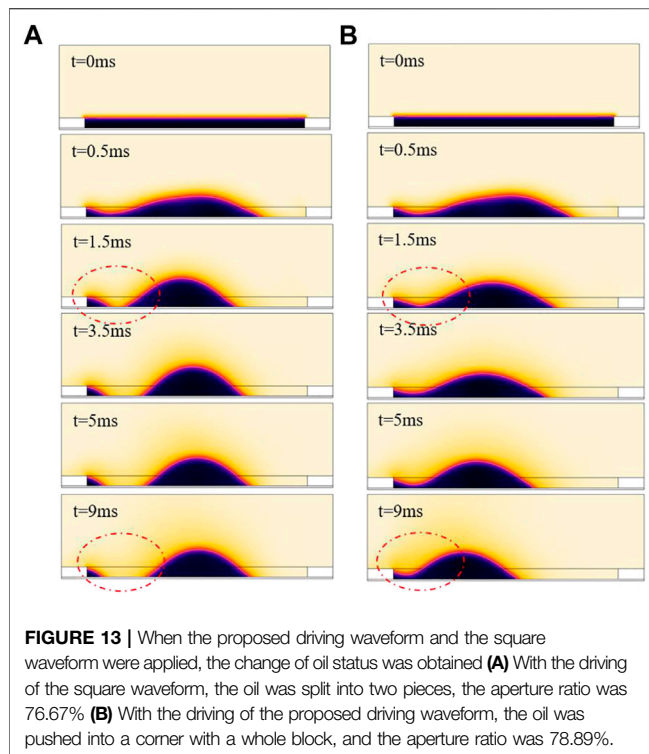 A
t=0ms
t=0.5ms
t=1.5ms
t=3.5ms
t=5ms
t=9ms
B
t=0ms
t=0.5ms
t=1.5ms
t=3.5ms
t=5ms
t=9ms
FIGURE 13 | When the proposed driving waveform and the square
waveform were applied, the change of oil status was obtained (A) With the driving
of the square waveform, the oil was split into two pieces, the aperture ratio was
76.67% (B) With the driving of the proposed driving waveform, the oil was
pushed into a corner with a whole block, and the aperture ratio was 78.89%.